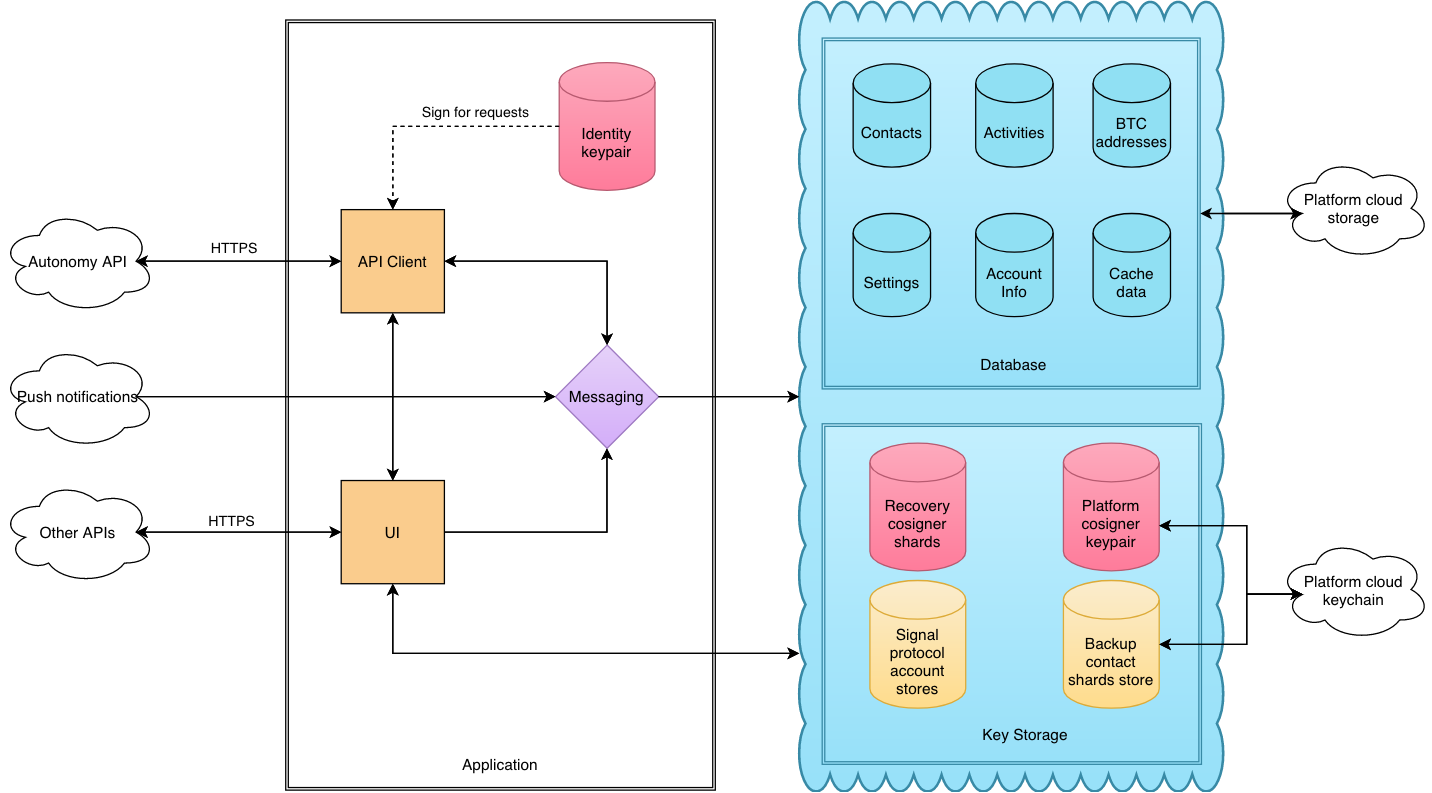 Sign for requests
Identity
keypair
Autonomy API
HTTPS
API Client
Push notifications
Messaging
Other APIs
HTTPS
UI
Application
Contacts
Activities
BTC
addresses
Settings
Account
Info
Cache
data
Database
Platform cloud
storage
Recovery
cosigner
shards
Platform
cosigner
keypair
Signal
protocol
account
stores
Backup
contact
shards store
Key Storage
Platform cloud
keychain